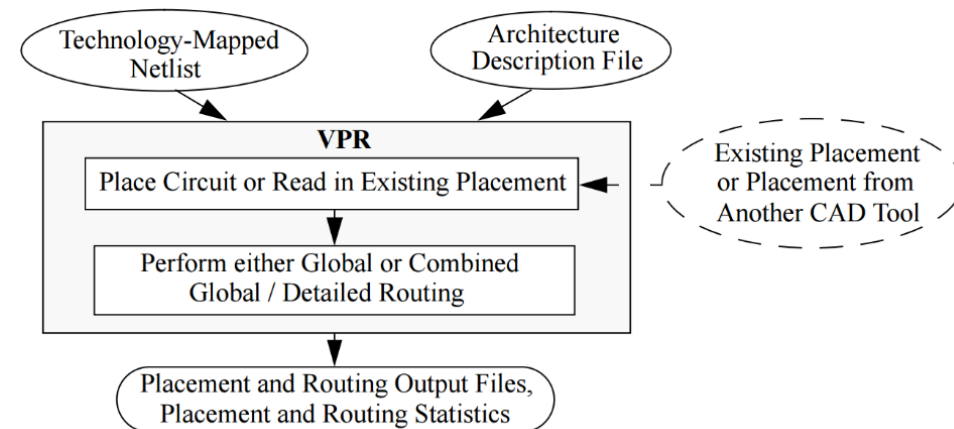 Technology-Mapped
Netlist
Architecture
Description File
VPR
Place Circuit or Read in Existing Placement
Existing Placement
or Placement from
Another CAD Tool
Perform either Global or Combined
Global / Detailed Routing
Placement and Routing Output Files,
Placement and Routing Statistics